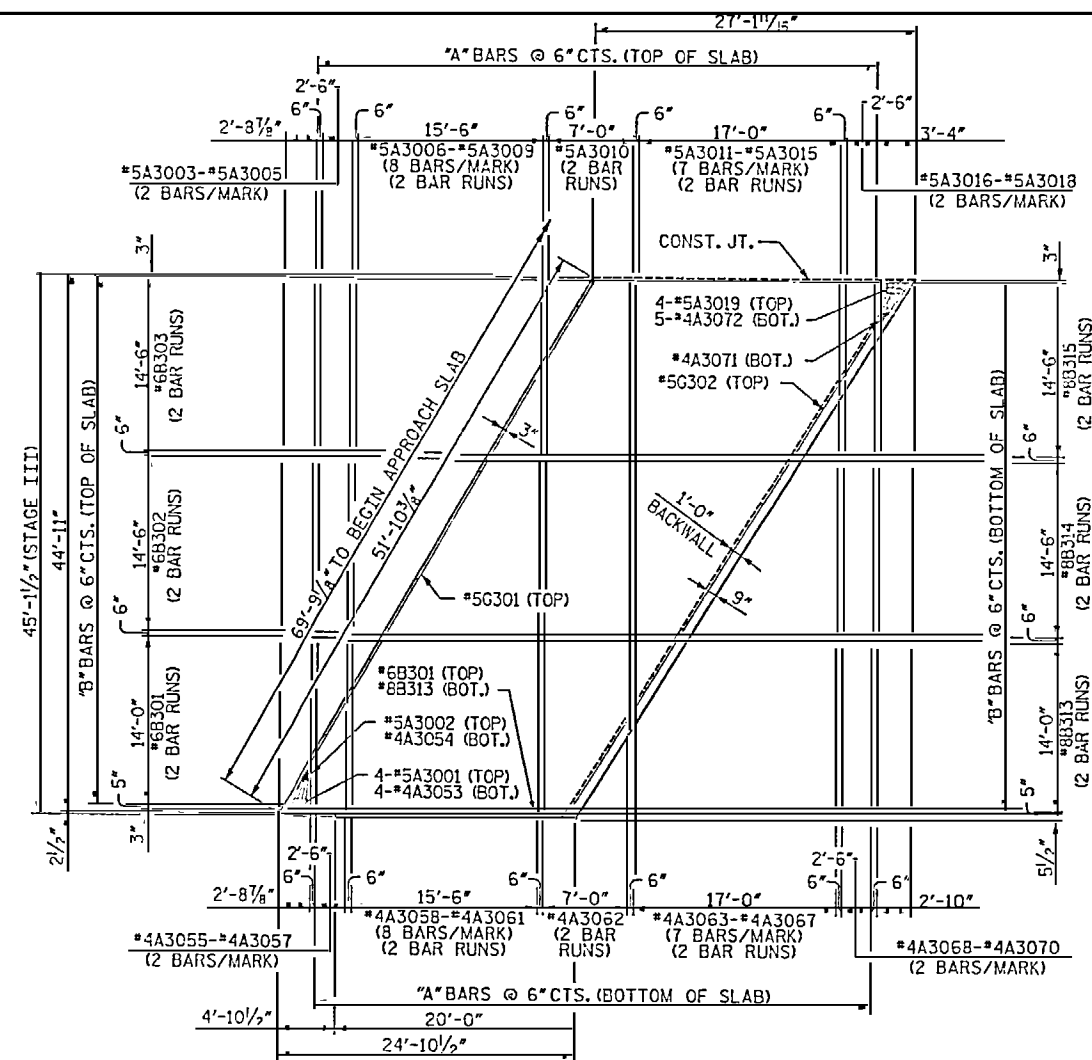 27'-1 11/16"
"A" BARS @ 6" CTS. (TOP OF SLAB)
2'-6"
2'-6"
6"
6"
6"
6"
6"
6"
2'-8 7/8"
15'-6"
7'-0"
17'-0"
3'-4"
#5A3006-#5A3009
(8 BARS/MARK)
(2 BAR RUNS)
#5A3010
(2 BAR
RUNS)
#5A3011-#5A3015
(7 BARS/MARK)
(2 BAR RUNS)
#5A3003-#5A3005
(2 BARS/MARK)
#5A3016-#5A3018
(2 BARS/MARK)
3"
3"
CONST. JT.
4-#5A3019 (TOP)
5-#4A3072 (BOT.)
#4A3071 (BOT.)
#5G302 (TOP)
45'-1 1/2" (STAGE III)
44'-11"
"B" BARS @ 6" CTS. (TOP OF SLAB)
14'-6"
#6B303
(2 BAR RUNS)
6"
14'-6"
#6B302
(2 BAR RUNS)
6"
14'-0"
#6B301
(2 BAR RUNS)
5"
3"
2 1/2"
69'-9 1/8" TO BEGIN APPROACH SLAB
51'-10 3/8"
3"
#5G301 (TOP)
1'-0"
BACKWALL
9"
#6B301 (TOP)
#8B313 (BOT.)
#5A3002 (TOP)
#4A3054 (BOT.)
4-#5A3001 (TOP)
4-#4A3053 (BOT.)
"B" BARS @ 6" CTS. (BOTTOM OF SLAB)
14'-6"
#8B315
(2 BAR RUNS)
6"
14'-6"
#8B314
(2 BAR RUNS)
6"
14'-0"
#8B313
(2 BAR RUNS)
5"
5 1/2"
2'-6"
2'-6"
6"
6"
6"
6"
6"
6"
2'-8 7/8"
15'-6"
7'-0"
17'-0"
2'-10"
#4A3058-#4A3061
(8 BARS/MARK)
(2 BAR RUNS)
#4A3062
(2 BAR
RUNS)
#4A3063-#4A3067
(7 BARS/MARK)
(2 BAR RUNS)
#4A3055-#4A3057
(2 BARS/MARK)
#4A3068-#4A3070
(2 BARS/MARK)
"A" BARS @ 6" CTS. (BOTTOM OF SLAB)
4'-10 1/2"
20'-0"
24'-10 1/2"